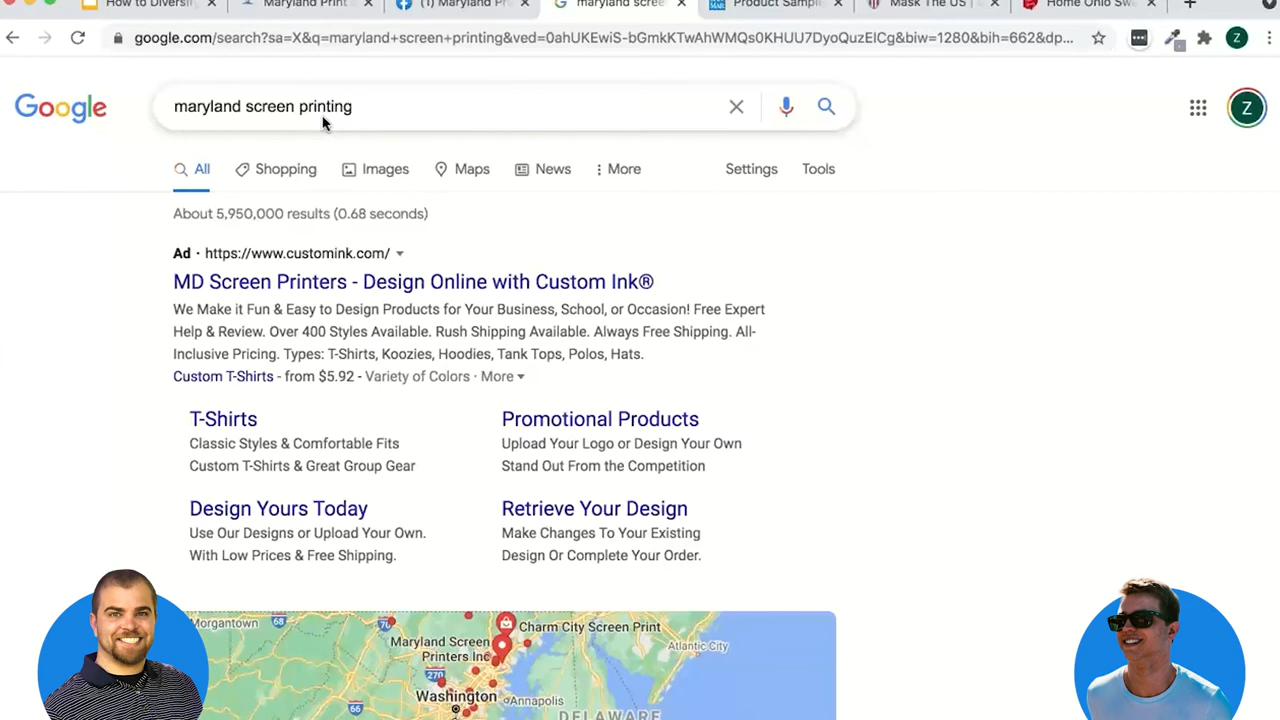 How to Diversif
Maryland Print
(1) Maryland Pr
maryland scree
Product Sampl
Mask The US |
Home Ohio Sw
google.com/search?sa=X&q=maryland+screen+printing&ved=0ahUKEwiS-bGmkKTwAhWMQs0KHUU7DyoQuzEICg&biw=1280&bih=662&dp...
Z
Google
maryland screen printing
Z
All
Shopping
Images
Maps
News
More
Settings
Tools
About 5,950,000 results (0.68 seconds)
Ad · https://www.customink.com/
MD Screen Printers - Design Online with Custom Ink®
We Make it Fun & Easy to Design Products for Your Business, School, or Occasion! Free Expert
Help & Review. Over 400 Styles Available. Rush Shipping Available. Always Free Shipping. All-
Inclusive Pricing. Types: T-Shirts, Koozies, Hoodies, Tank Tops, Polos, Hats.
Custom T-Shirts - from $5.92 - Variety of Colors · More
T-Shirts
Classic Styles & Comfortable Fits
Custom T-Shirts & Great Group Gear
Promotional Products
Upload Your Logo or Design Your Own
Stand Out From the Competition
Design Yours Today
Use Our Designs or Upload Your Own.
With Low Prices & Free Shipping.
Retrieve Your Design
Make Changes To Your Existing
Design Or Complete Your Order.
Morgantown
68
76
Charm City Screen Print
Maryland Screen
Printers Inc
Atlantic City
270
Washington
Annapolis
66
DELAWARE